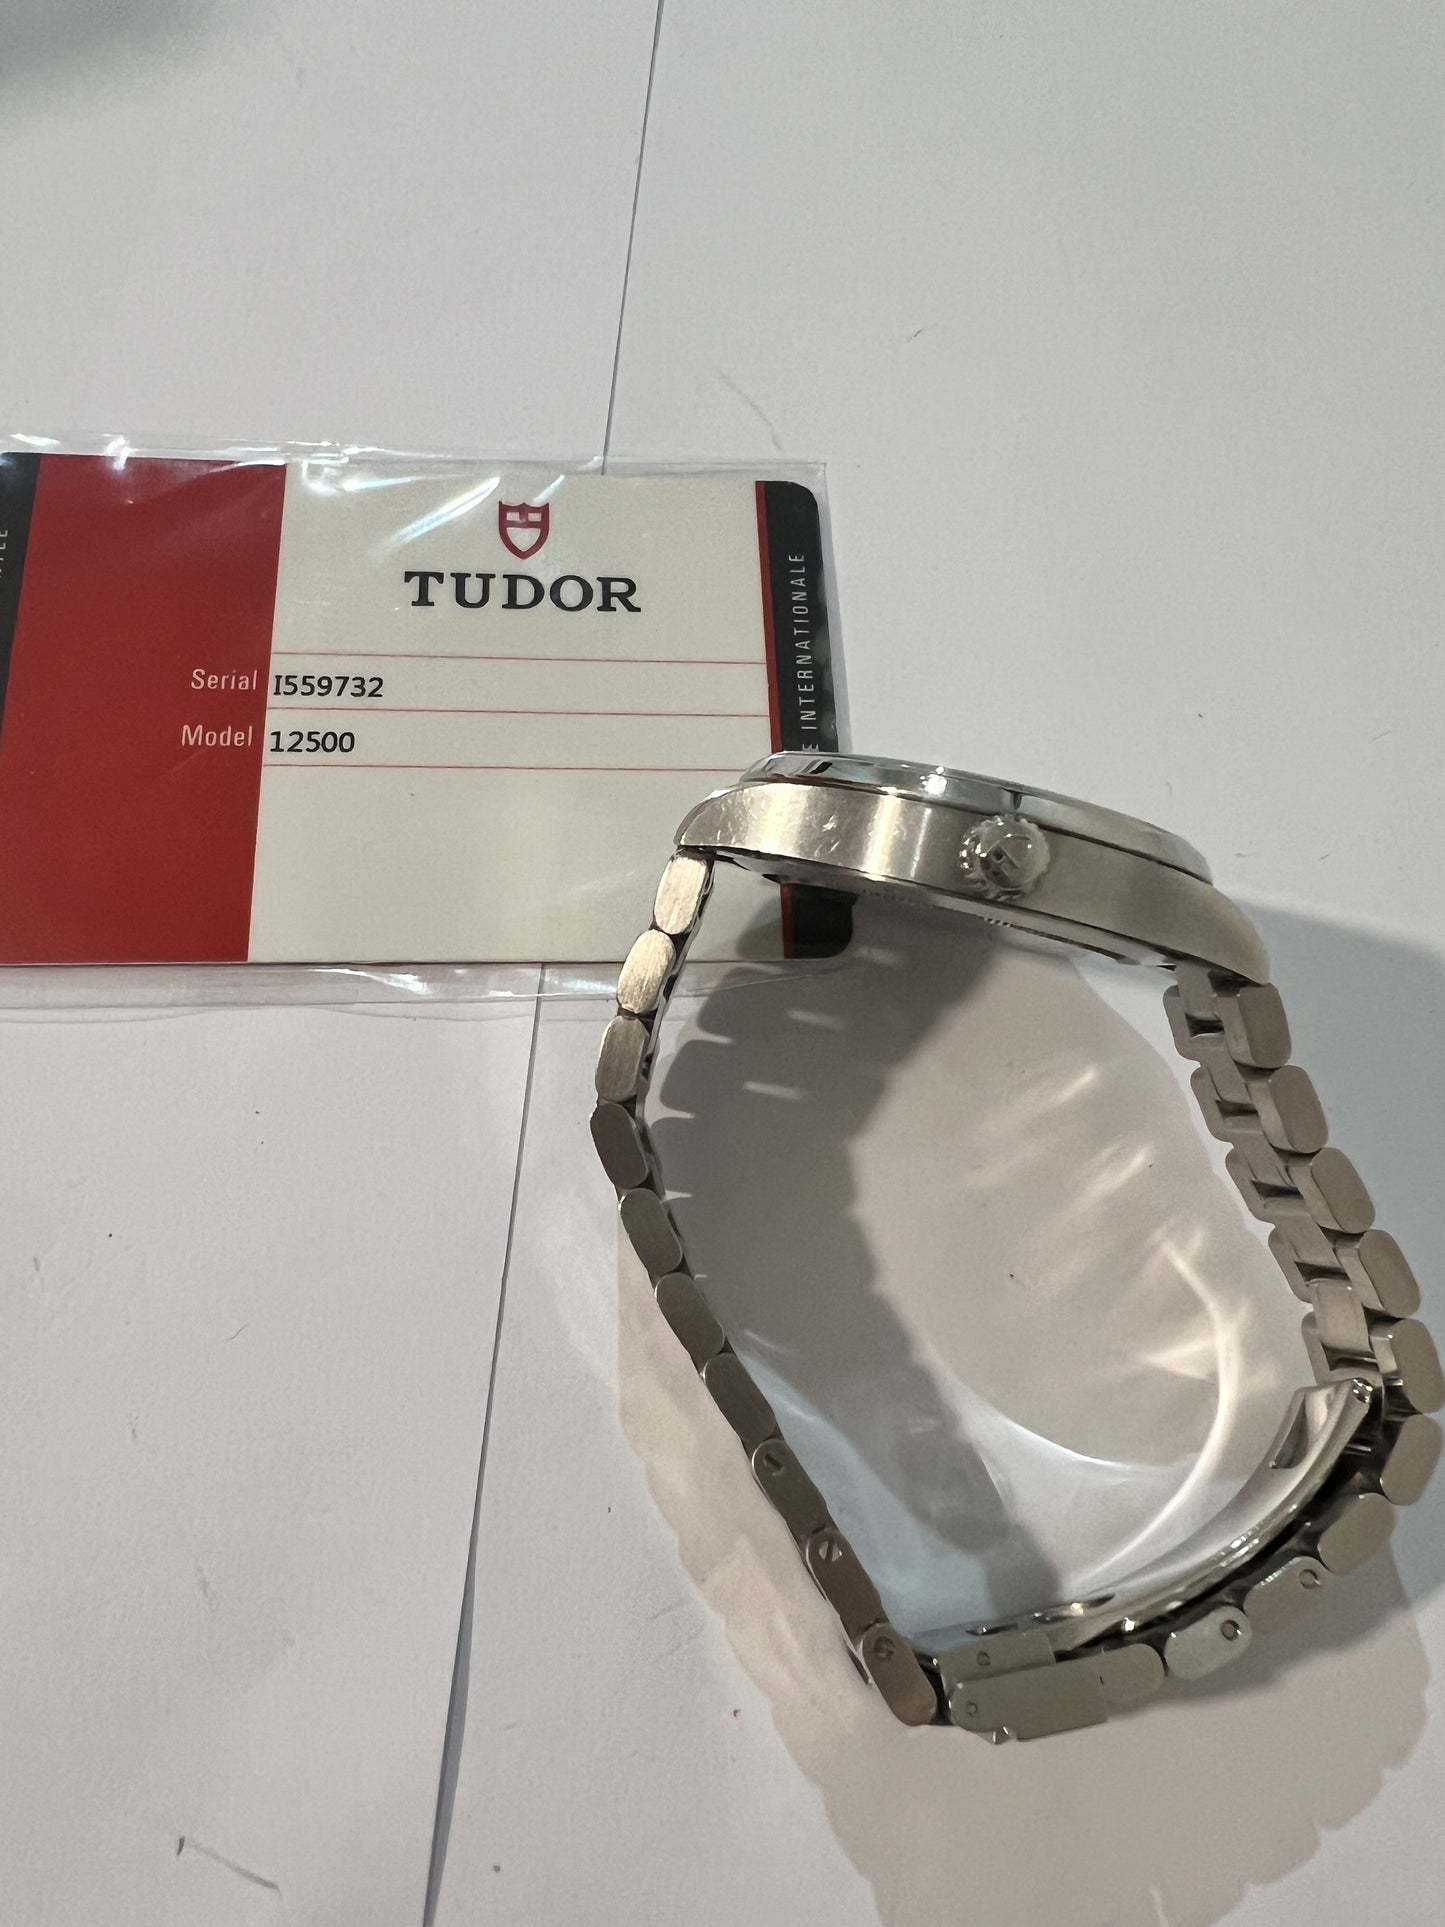 TUDOR
Serial I559732
Model 12500
INTERNATIONALE